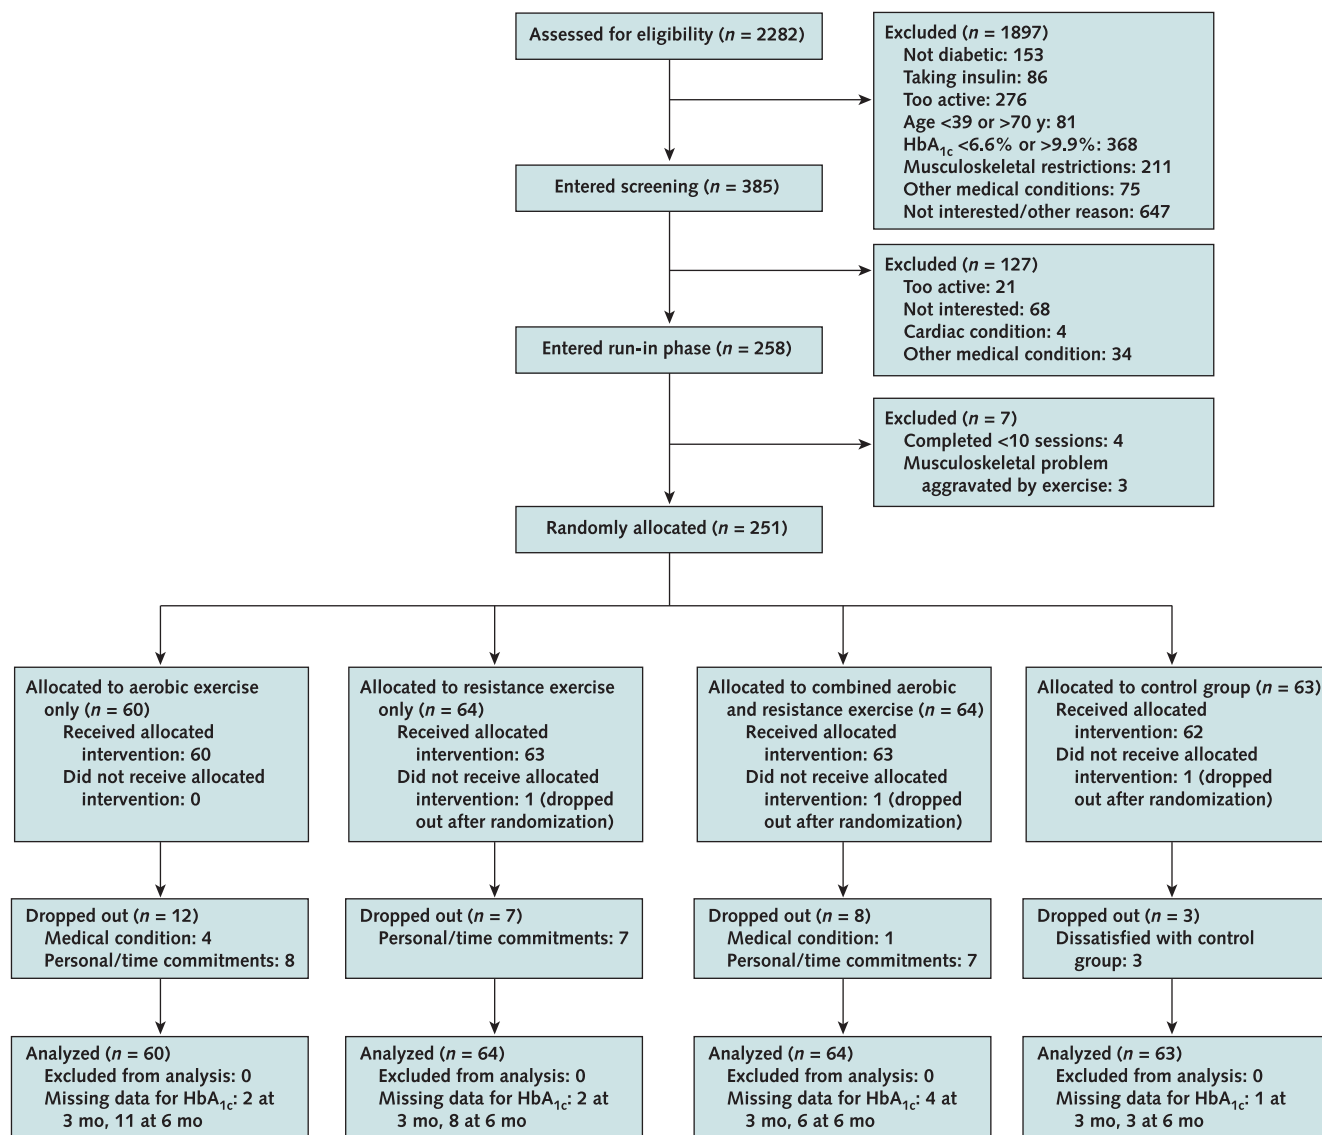 Assessed for eligibility (n = 2282)
Excluded (n = 1897)
Not diabetic: 153
Taking insulin: 86
Too active: 276
Age <39 or >70 y: 81
HbA1c <6.6% or >9.9%: 368
Musculoskeletal restrictions: 211
Other medical conditions: 75
Not interested/other reason: 647
Entered screening (n = 385)
Excluded (n = 127)
Too active: 21
Not interested: 68
Cardiac condition: 4
Other medical condition: 34
Entered run-in phase (n = 258)
Excluded (n = 7)
Completed <10 sessions: 4
Musculoskeletal problem
aggravated by exercise: 3
Randomly allocated (n = 251)
Allocated to aerobic exercise
only (n = 60)
Received allocated
intervention: 60
Did not receive allocated
intervention: 0
Allocated to resistance exercise
only (n = 64)
Received allocated
intervention: 63
Did not receive allocated
intervention: 1 (dropped
out after randomization)
Allocated to combined aerobic
and resistance exercise (n = 64)
Received allocated
intervention: 63
Did not receive allocated
intervention: 1 (dropped
out after randomization)
Allocated to control group (n = 63)
Received allocated
intervention: 62
Did not receive allocated
intervention: 1 (dropped
out after randomization)
Dropped out (n = 12)
Medical condition: 4
Personal/time commitments: 8
Dropped out (n = 7)
Personal/time commitments: 7
Dropped out (n = 8)
Medical condition: 1
Personal/time commitments: 7
Dropped out (n = 3)
Dissatisfied with control
group: 3
Analyzed (n = 60)
Excluded from analysis: 0
Missing data for HbA1c: 2 at
3 mo, 11 at 6 mo
Analyzed (n = 64)
Excluded from analysis: 0
Missing data for HbA1c: 2 at
3 mo, 8 at 6 mo
Analyzed (n = 64)
Excluded from analysis: 0
Missing data for HbA1c: 4 at
3 mo, 6 at 6 mo
Analyzed (n = 63)
Excluded from analysis: 0
Missing data for HbA1c: 1 at
3 mo, 3 at 6 mo